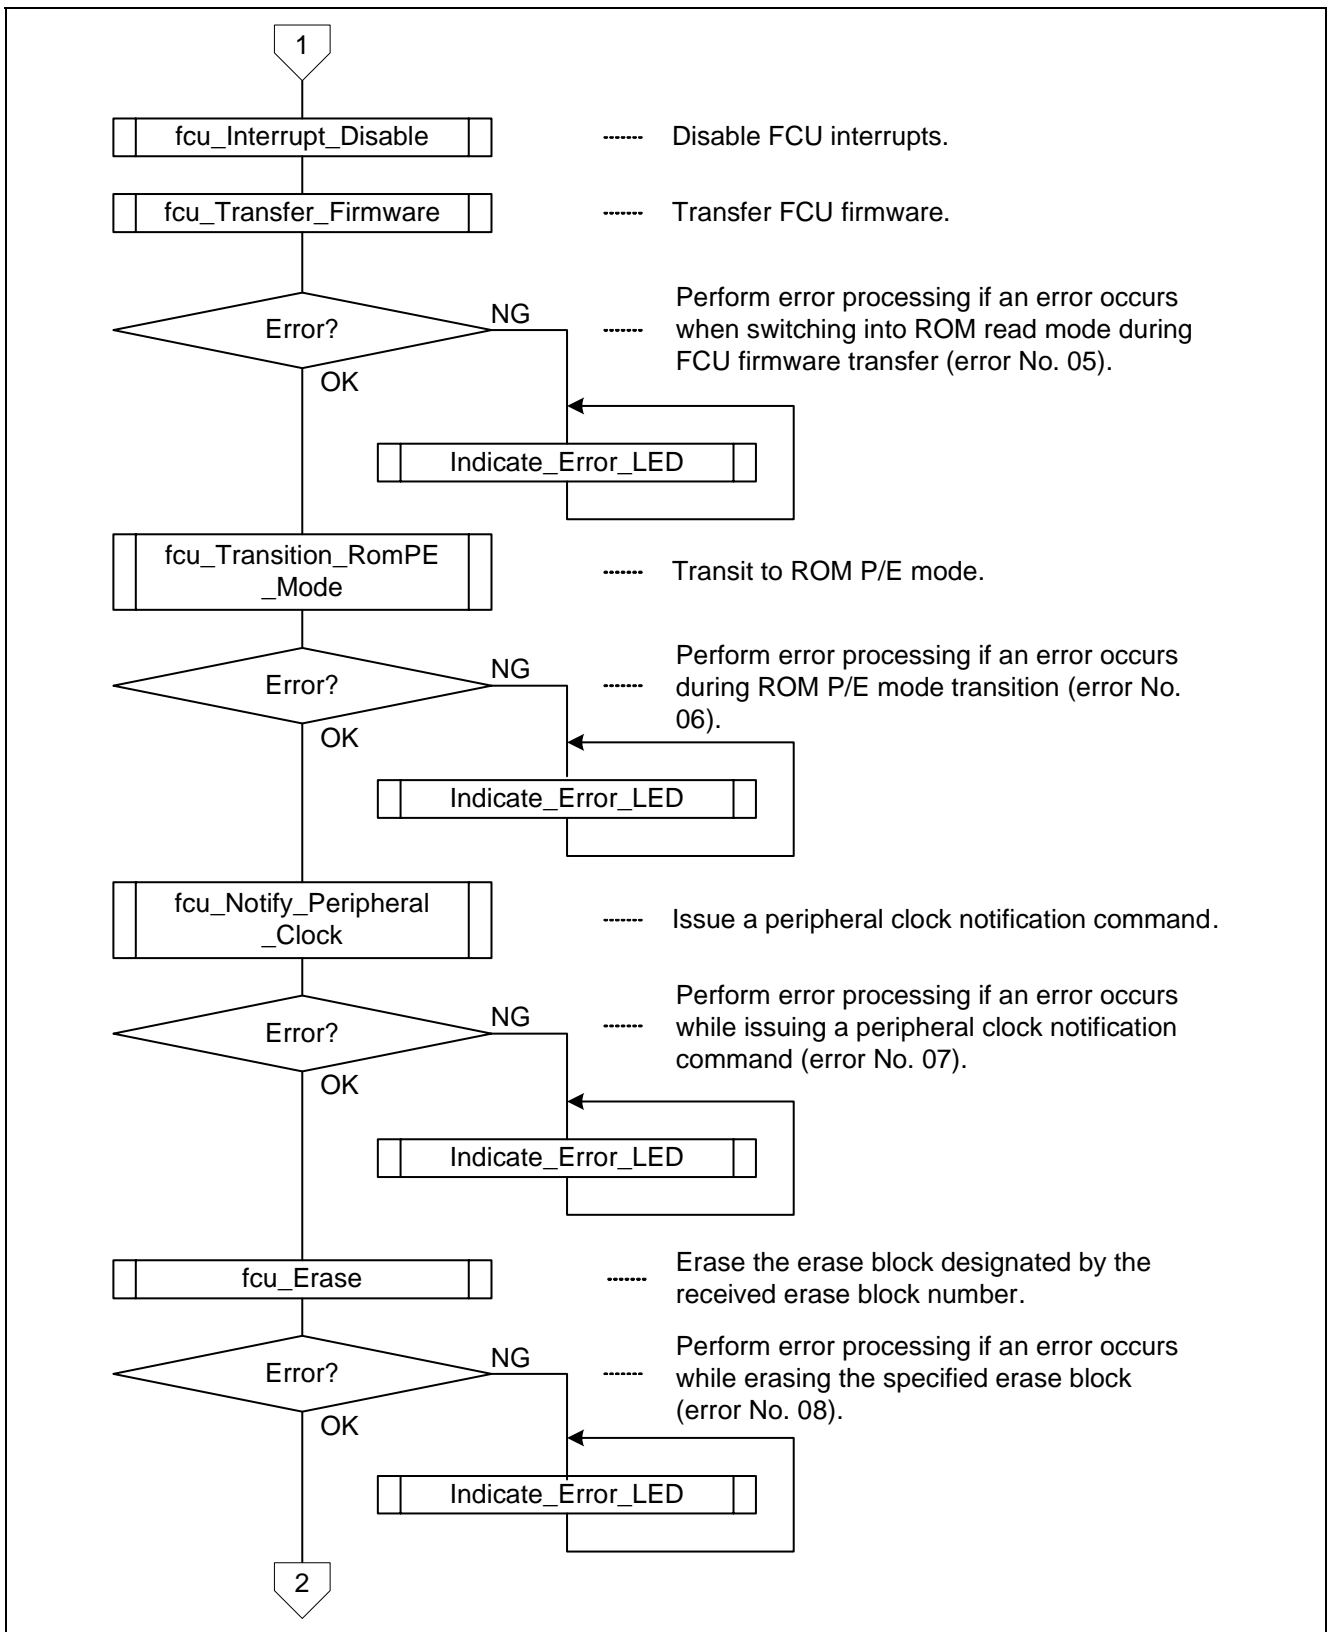 1
fcu_Interrupt_Disable
Disable FCU interrupts.
fcu_Transfer_Firmware
Transfer FCU firmware.
Error?
NG
OK
Perform error processing if an error occurs
when switching into ROM read mode during
FCU firmware transfer (error No. 05).
Indicate_Error_LED
fcu_Transition_RomPE
_Mode
Transit to ROM P/E mode.
Error?
NG
OK
Perform error processing if an error occurs
during ROM P/E mode transition (error No.
06).
Indicate_Error_LED
fcu_Notify_Peripheral
_Clock
Issue a peripheral clock notification command.
Error?
NG
OK
Perform error processing if an error occurs
while issuing a peripheral clock notification
command (error No. 07).
Indicate_Error_LED
fcu_Erase
Erase the erase block designated by the
received erase block number.
Error?
NG
OK
Perform error processing if an error occurs
while erasing the specified erase block
(error No. 08).
Indicate_Error_LED
2